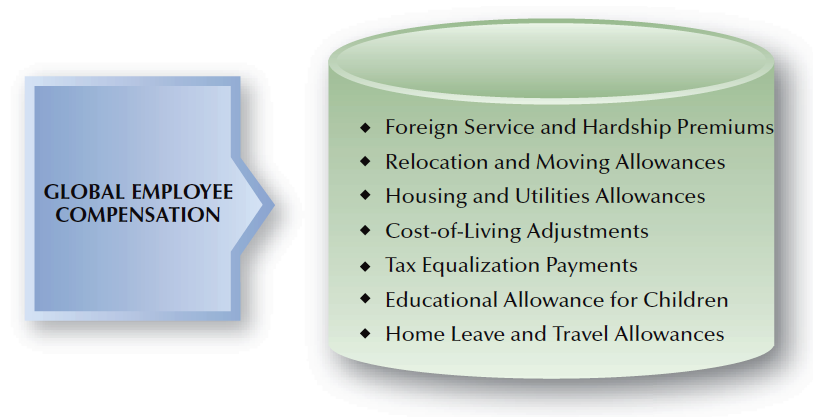 GLOBAL EMPLOYEE
COMPENSATION
◆ Foreign Service and Hardship Premiums
◆ Relocation and Moving Allowances
◆ Housing and Utilities Allowances
◆ Cost-of-Living Adjustments
◆ Tax Equalization Payments
◆ Educational Allowance for Children
◆ Home Leave and Travel Allowances